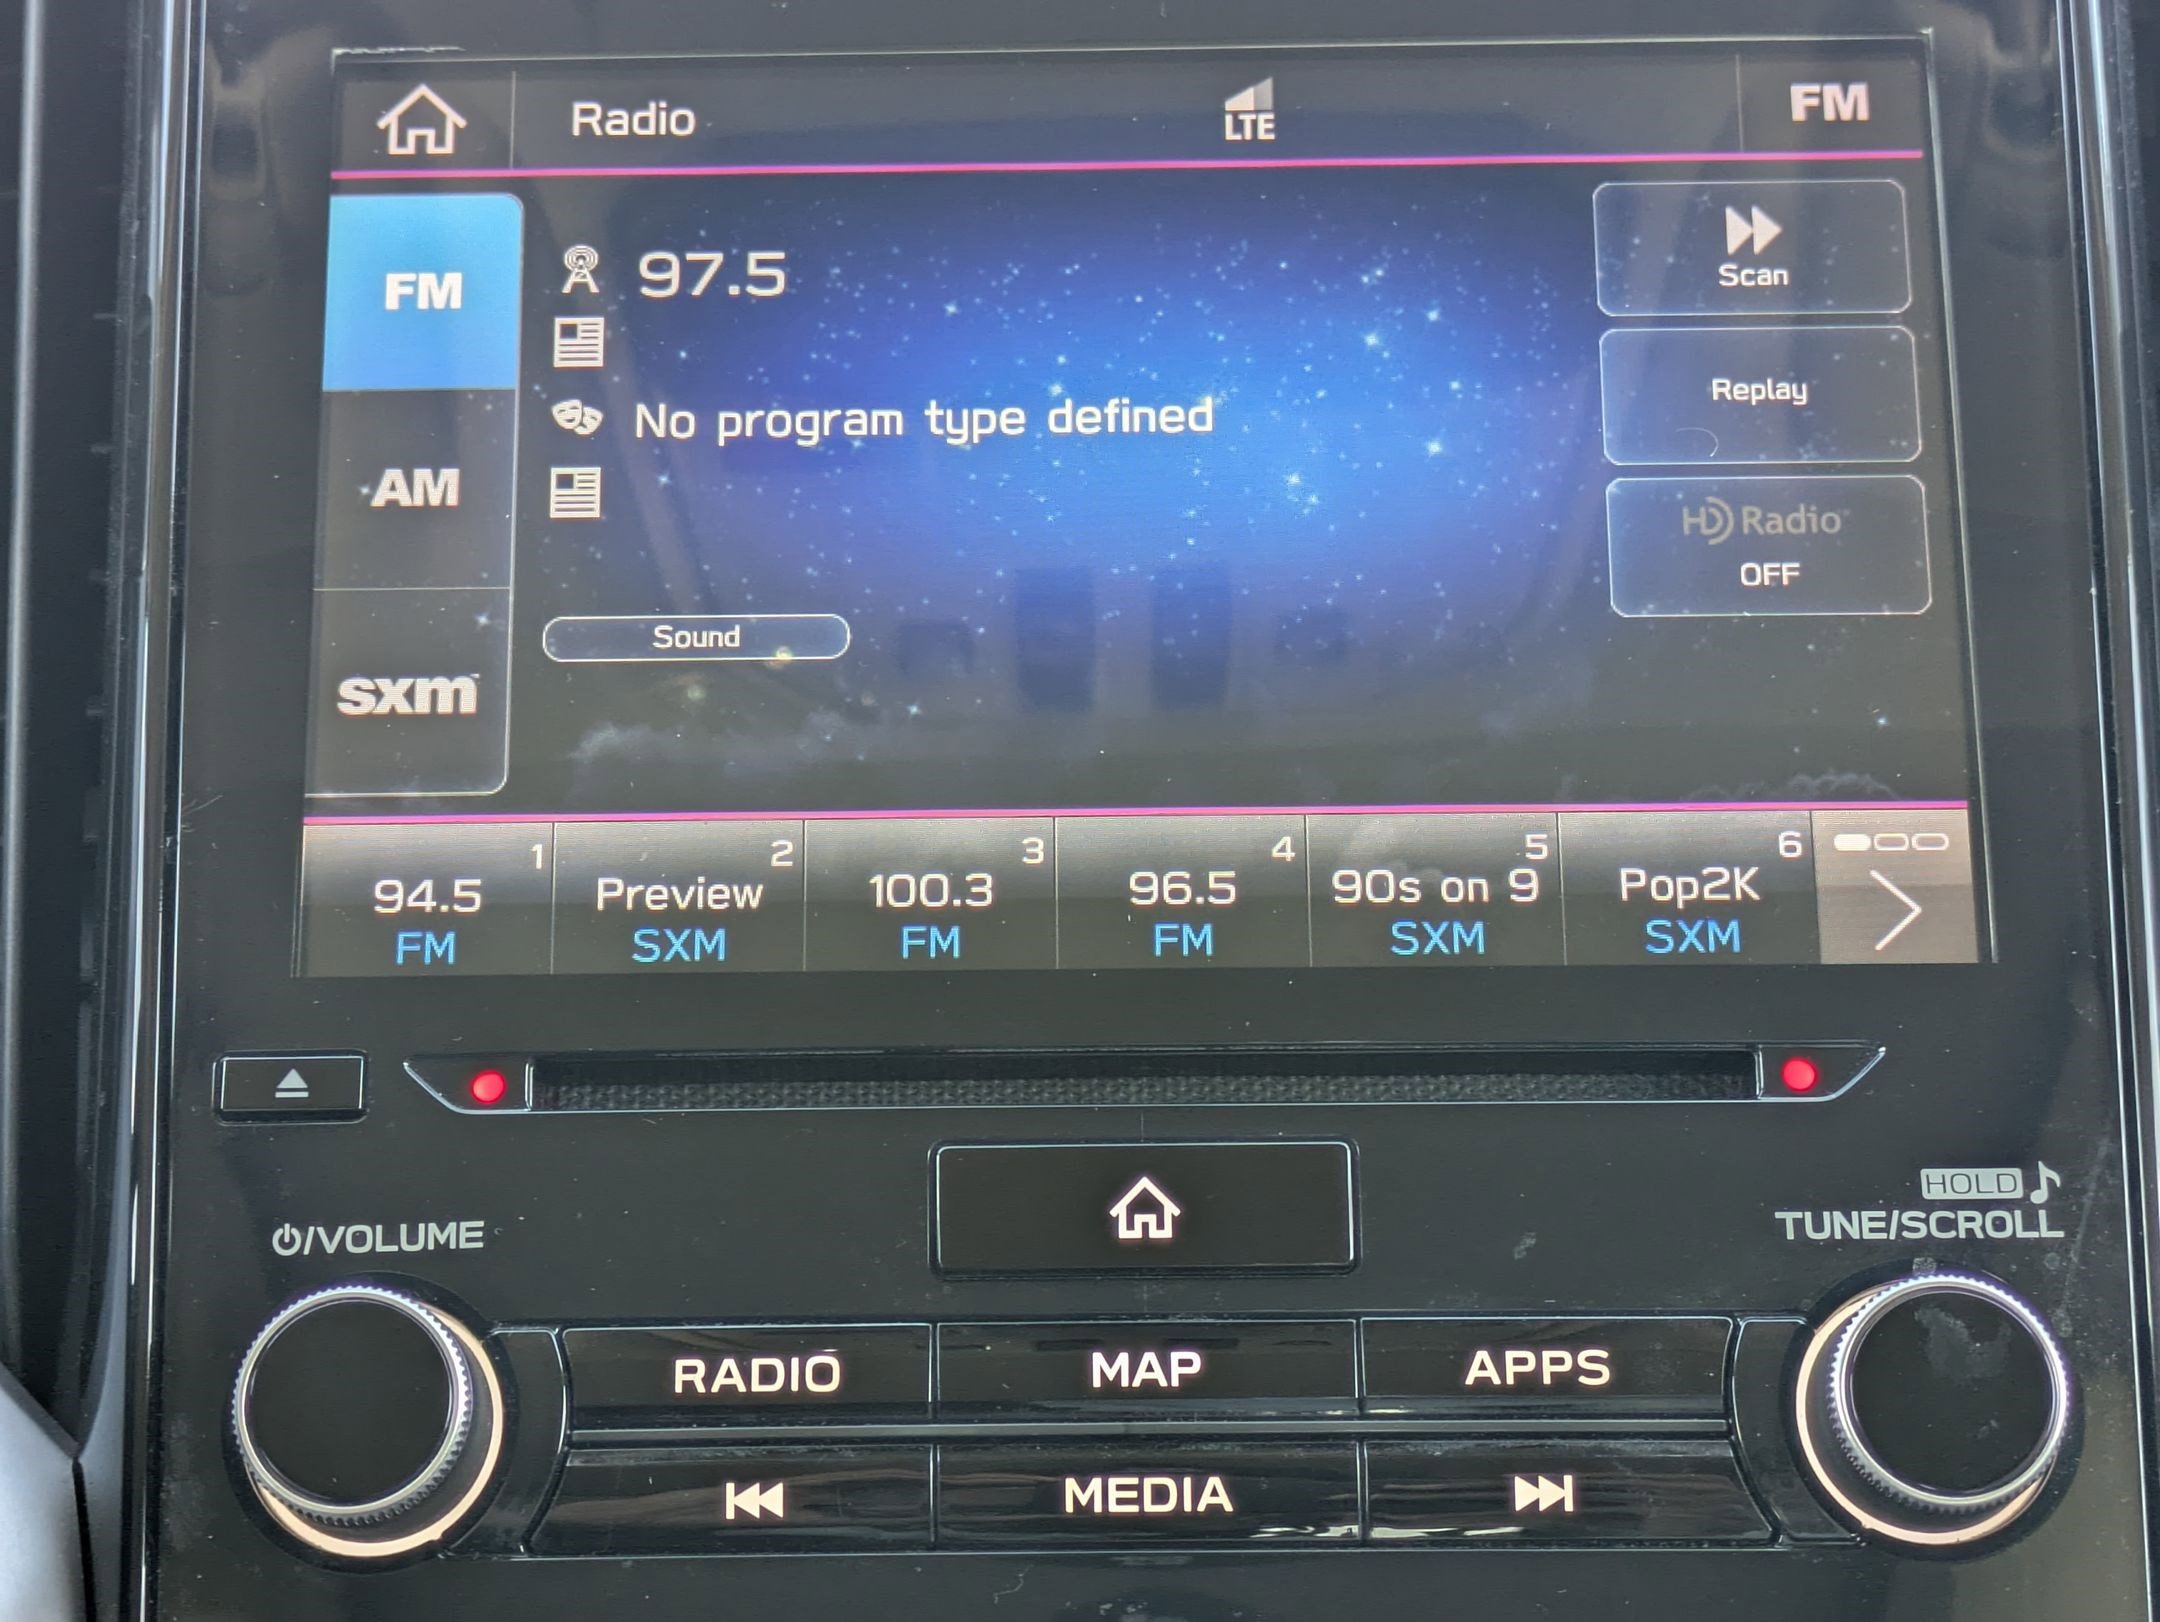 Radio
LTE
FM
FM
97.5
Scan
AM
No program type defined
Replay
HD Radio
OFF
sxm
Sound
1
94.5
FM
2
Preview
SXM
3
100.3
FM
4
96.5
FM
5
90s on 9
SXM
6
Pop2K
SXM
/VOLUME
HOLD
TUNE/SCROLL
RADIO
MAP
APPS
MEDIA